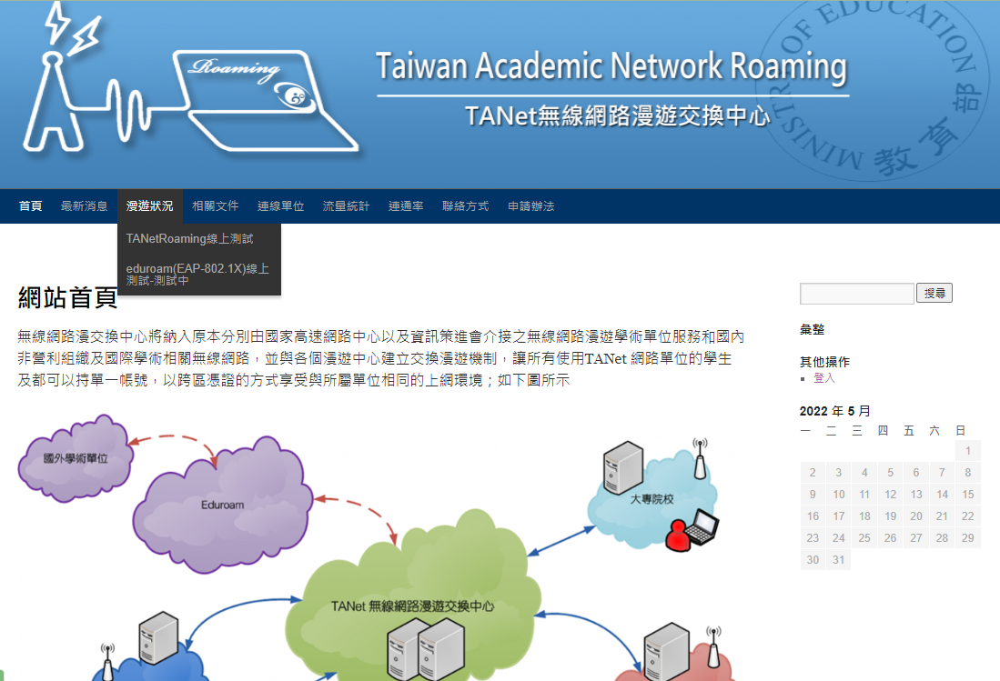 Roaming
Taiwan Academic Network Roaming
TANet無線網路漫遊交換中心
MINISTRY OF EDUCATION
教育部
首頁 最新消息 漫遊狀況 相關文件 連線單位 流量統計 連通率 聯絡方式 申請辦法
TANetRoaming線上測試
eduroam(EAP-802.1X)線上
測試-測試中
網站首頁
無線網路漫交換中心將納入原本分別由國家高速網路中心以及資訊策進會介接之無線網路漫遊學術單位服務和國內
非營利組織及國際學術相關無線網路，並與各個漫遊中心建立交換漫遊機制，讓所有使用TANet 網路單位的學生
及都可以持單一帳號，以跨區憑證的方式享受與所屬單位相同的上網環境；如下圖所示
國外學術單位
Eduroam
大專院校
TANet 無線網路漫遊交換中心
搜尋
彙整
其他操作
登入
2022 年 5 月
一 二 三 四 五 六 日
1
2 3 4 5 6 7 8
9 10 11 12 13 14 15
16 17 18 19 20 21 22
23 24 25 26 27 28 29
30 31